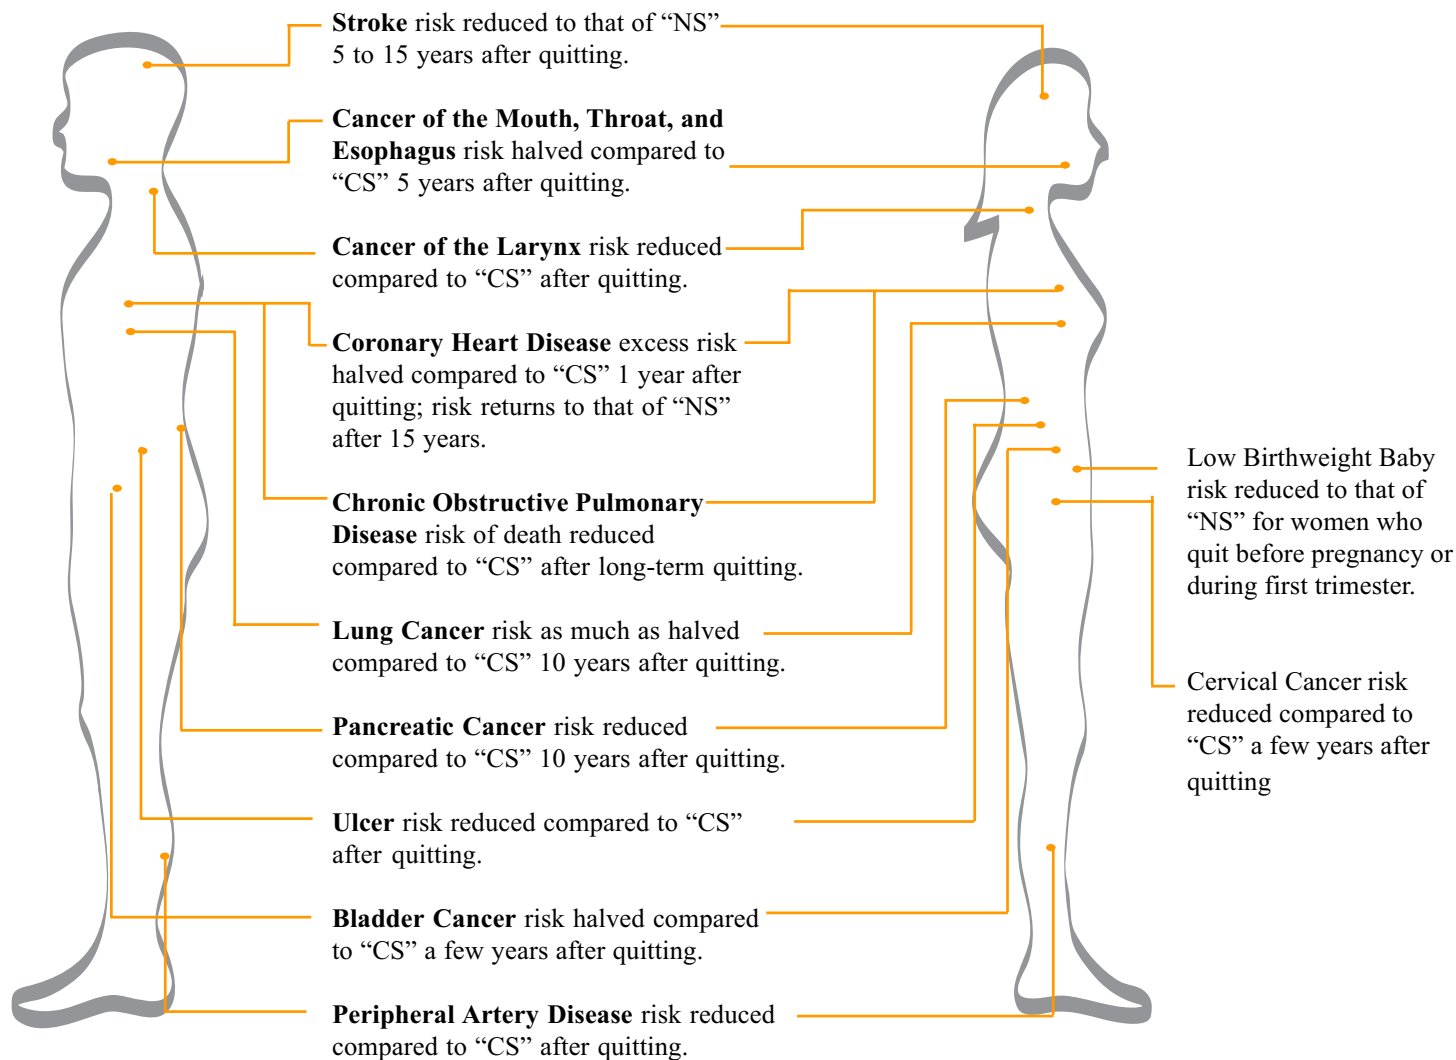 Stroke risk reduced to that of “NS”
5 to 15 years after quitting.
Cancer of the Mouth, Throat, and
Esophagus risk halved compared to
“CS” 5 years after quitting.
Cancer of the Larynx risk reduced
compared to “CS” after quitting.
Coronary Heart Disease excess risk
halved compared to “CS” 1 year after
quitting; risk returns to that of “NS”
after 15 years.
Chronic Obstructive Pulmonary
Disease risk of death reduced
compared to “CS” after long-term quitting.
Lung Cancer risk as much as halved
compared to “CS” 10 years after quitting.
Pancreatic Cancer risk reduced
compared to “CS” 10 years after quitting.
Ulcer risk reduced compared to “CS”
after quitting.
Bladder Cancer risk halved compared
to “CS” a few years after quitting.
Peripheral Artery Disease risk reduced
compared to “CS” after quitting.
Low Birthweight Baby
risk reduced to that of
“NS” for women who
quit before pregnancy or
during first trimester.
Cervical Cancer risk
reduced compared to
“CS” a few years after
quitting